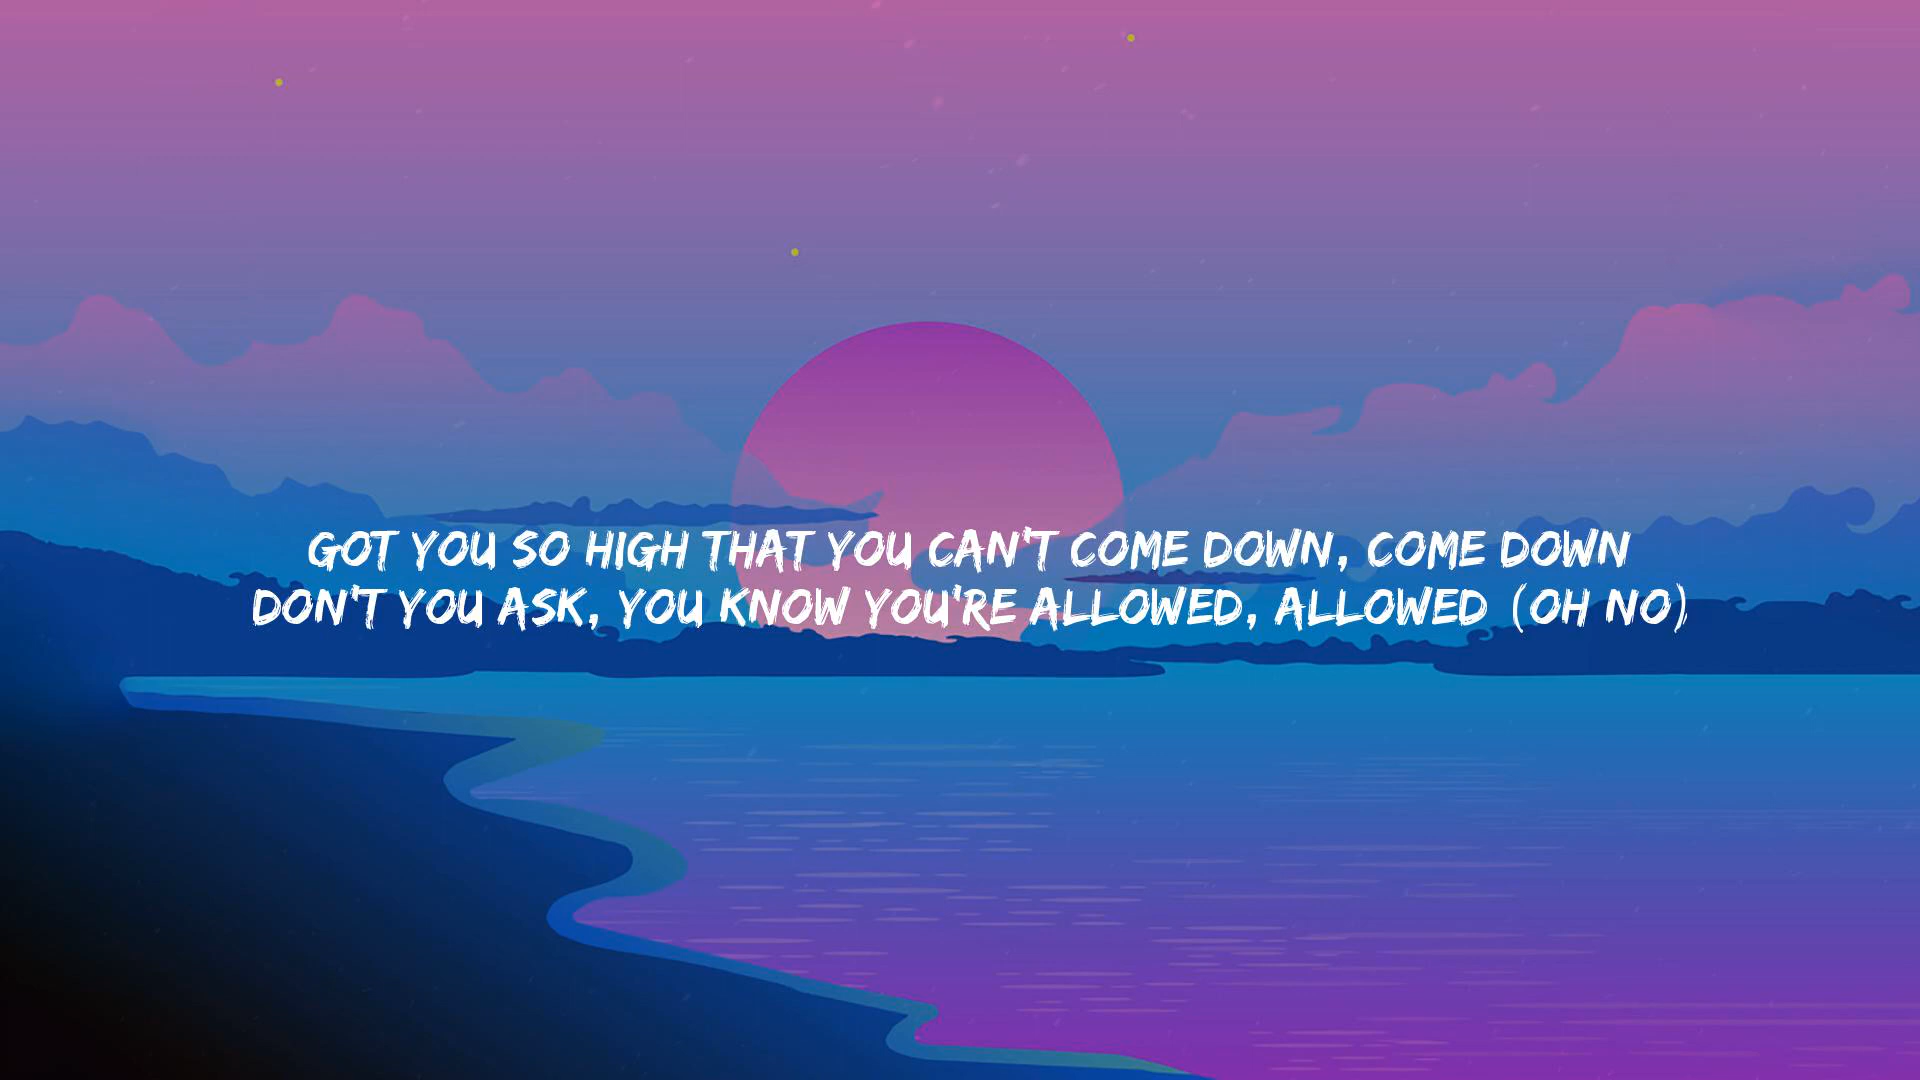 GOT YOU SO HIGH THAT YOU CAN'T COME DOWN, COME DOWN
DON'T YOU ASK, YOU KNOW YOU'RE ALLOWED, ALLOWED (OH NO)